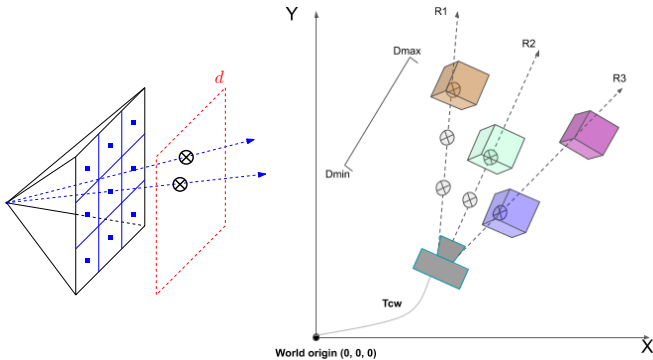 d
Y
R1
R2
R3
Dmax
Dmin
Tcw
X
World origin (0, 0, 0)